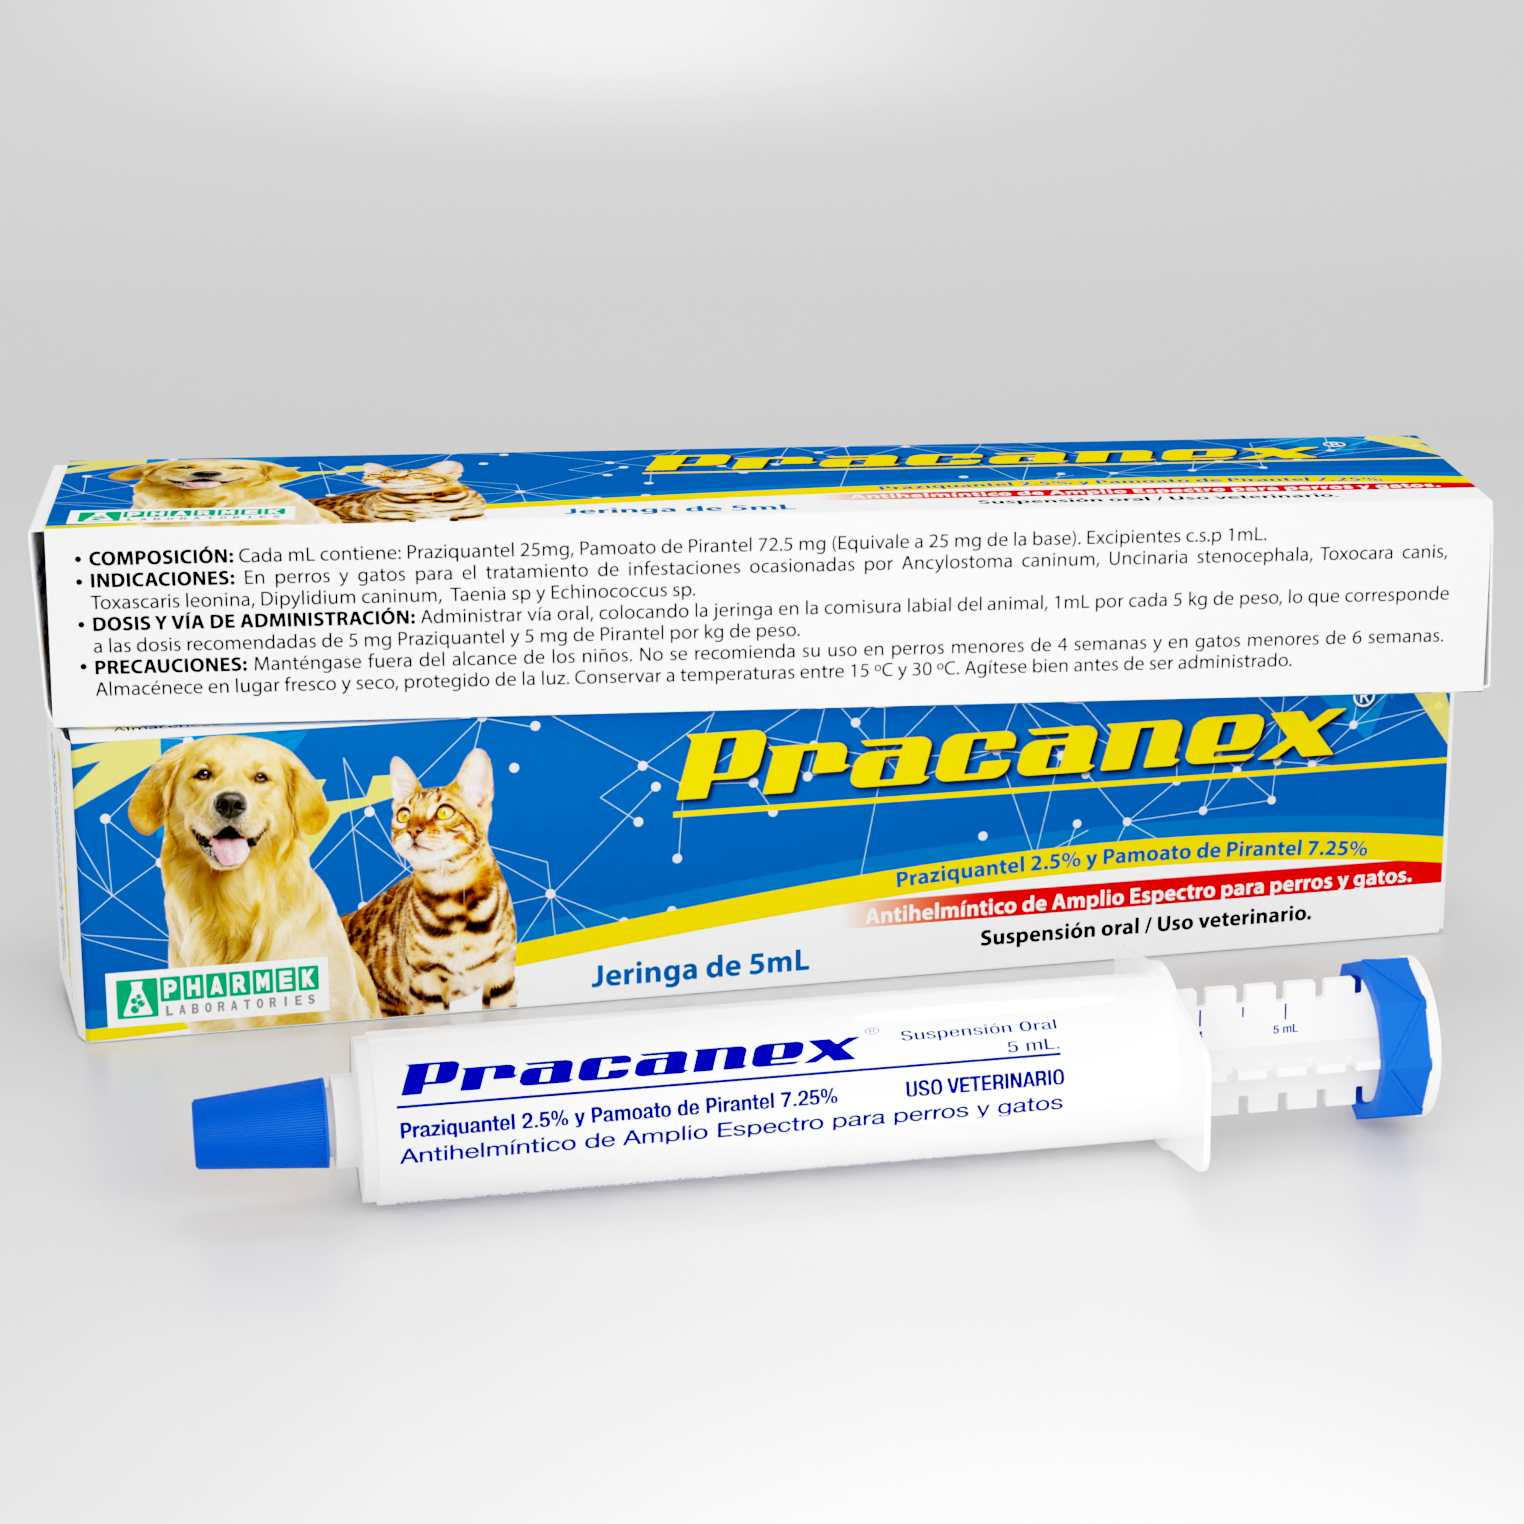 Pracanex®
Praziquantel 2.5% y Pamoato de Pirantel 7.25%
Antihelmíntico de Amplio Espectro para perros y gatos.
Suspensión oral / Uso veterinario.
Jeringa de 5mL
PHARMEK
LABORATORIES
• COMPOSICIÓN: Cada mL contiene: Praziquantel 25mg, Pamoato de Pirantel 72.5 mg (Equivale a 25 mg de la base). Excipientes c.s.p 1mL.
• INDICACIONES: En perros y gatos para el tratamiento de infestaciones ocasionadas por Ancylostoma caninum, Uncinaria stenocephala, Toxocara canis,
Toxascaris leonina, Dipylidium caninum, Taenia sp y Echinococcus sp.
• DOSIS Y VÍA DE ADMINISTRACIÓN: Administrar vía oral, colocando la jeringa en la comisura labial del animal, 1mL por cada 5 kg de peso, lo que corresponde
a las dosis recomendadas de 5 mg Praziquantel y 5 mg de Pirantel por kg de peso.
• PRECAUCIONES: Manténgase fuera del alcance de los niños. No se recomienda su uso en perros menores de 4 semanas y en gatos menores de 6 semanas.
Almacénece en lugar fresco y seco, protegido de la luz. Conservar a temperaturas entre 15 ºC y 30 ºC. Agítese bien antes de ser administrado.
Pracanex®
Praziquantel 2.5% y Pamoato de Pirantel 7.25%
Antihelmíntico de Amplio Espectro para perros y gatos.
Suspensión oral / Uso veterinario.
Jeringa de 5mL
PHARMEK
LABORATORIES
Pracanex®
Suspensión Oral
5 mL.
Praziquantel 2.5% y Pamoato de Pirantel 7.25%
USO VETERINARIO
Antihelmíntico de Amplio Espectro para perros y gatos
5 mL